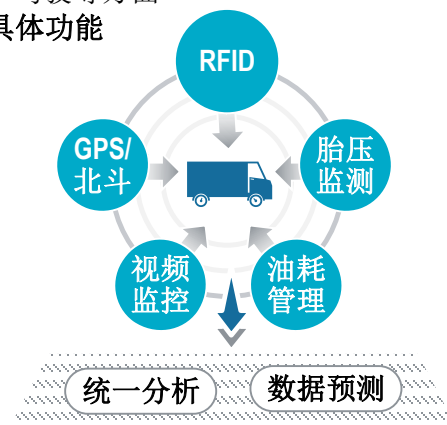 具体功能
RFID
GPS/
北斗
胎压
监测
视频
监控
油耗
管理
统一分析
数据预测